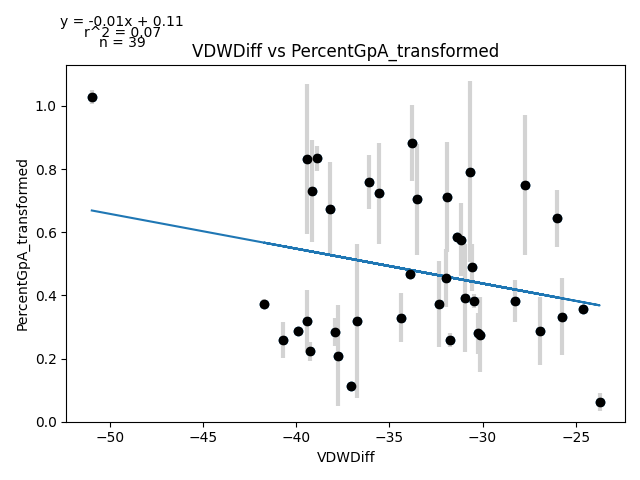 y = -0.01x + 0.11
r^2 = 0.07
n = 39
VDWDiff vs PercentGpA_transformed
PercentGpA_transformed
1.0
0.8
0.6
0.4
0.2
0.0
−50
−45
−40
−35
−30
−25
VDWDiff